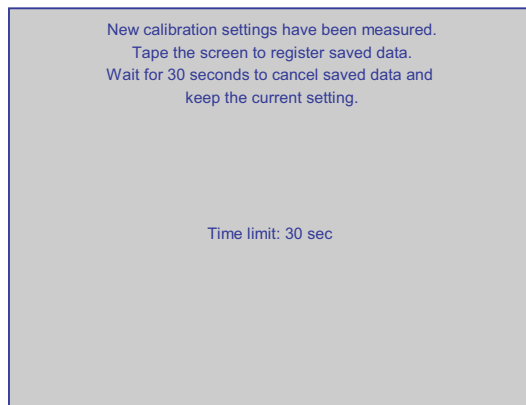 New calibration settings have been measured.
Tape the screen to register saved data.
Wait for 30 seconds to cancel saved data and
keep the current setting.
Time limit: 30 sec